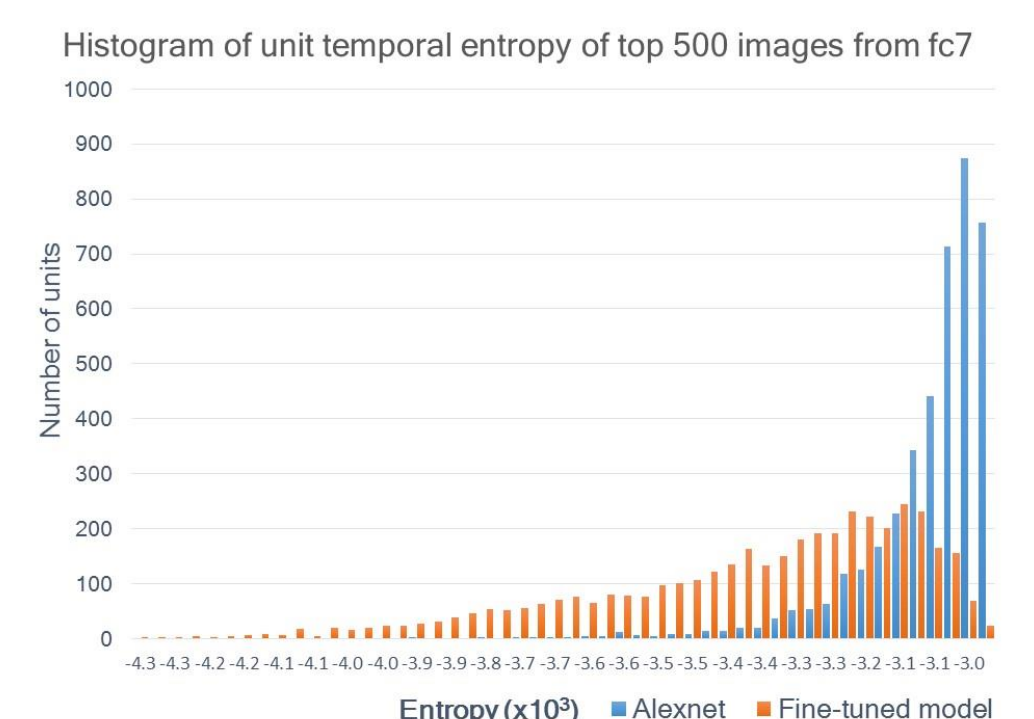 Histogram of unit temporal entropy of top 500 images from fc7
1000
900
800
700
600
500
400
300
200
100
0
Number of units
-4.3 -4.3 -4.2 -4.2 -4.1 -4.1 -4.0 -4.0 -3.9 -3.9 -3.8 -3.7 -3.7 -3.6 -3.6 -3.5 -3.5 -3.4 -3.4 -3.3 -3.3 -3.2 -3.1 -3.1 -3.0
Entropy (x10³) Alexnet Fine-tuned model